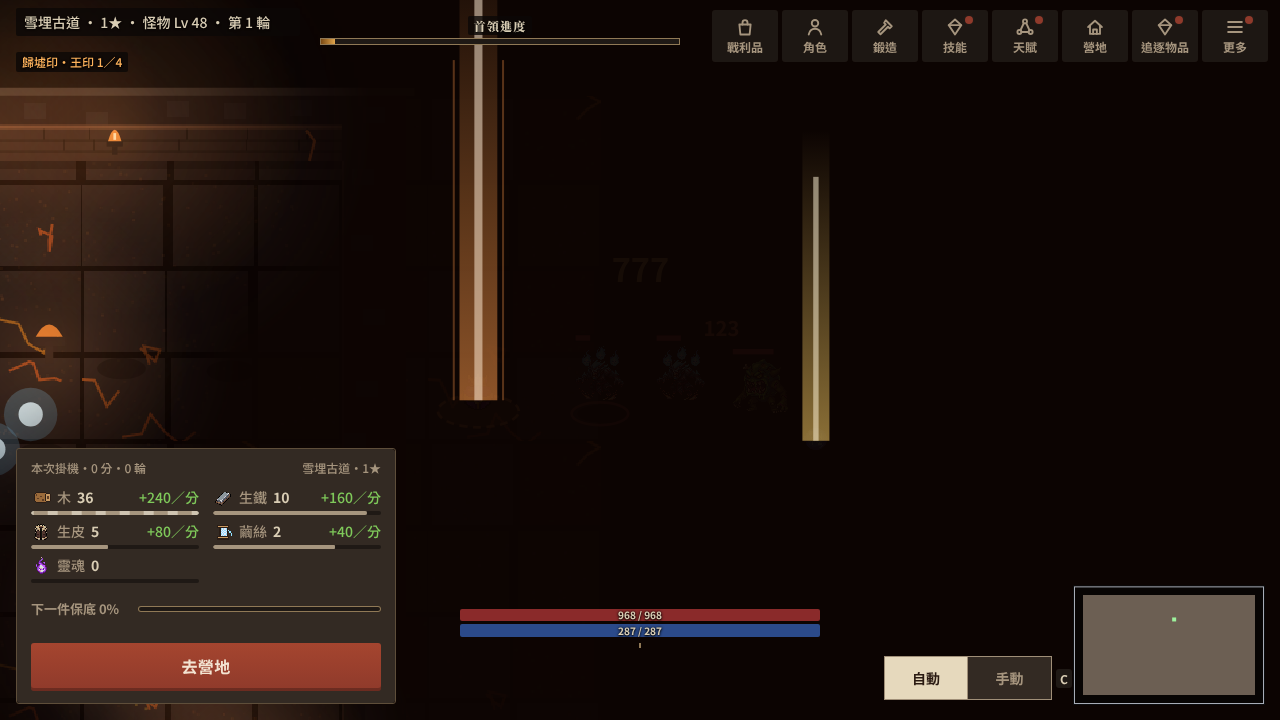 雪埋古道 · 1★ · 怪物 Lv 48 · 第 1 輪
首領進度
戰利品
角色
鍛造
技能
天賦
營地
追逐物品
更多
歸墟印·王印 1／4
777
123
本次掛機·0 分·0 輪
雪埋古道·1★
木 36 +240／分
生鐵 10 +160／分
生皮 5 +80／分
繭絲 2 +40／分
靈魂 0
下一件保底 0%
去營地
968 / 968
287 / 287
自動
手動
C